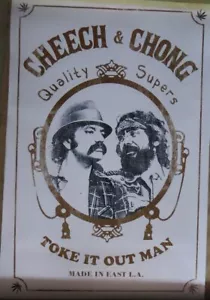 CHEECH & CHONG
Quality Supers
TOKE IT OUT MAN
MADE IN EAST L.A.